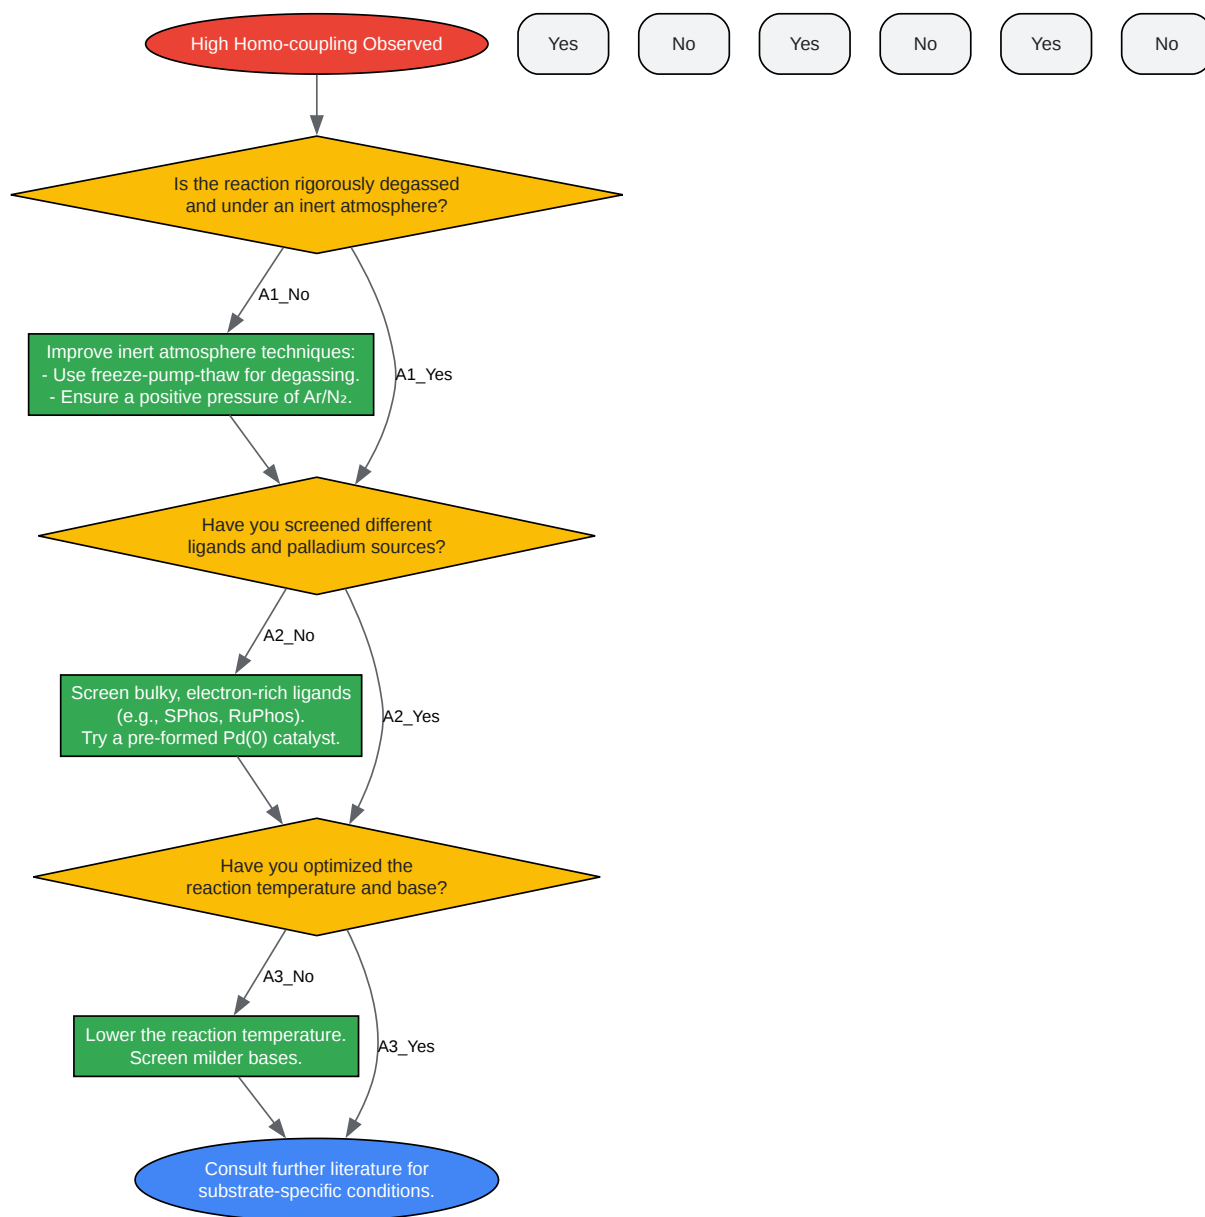 High Homo-coupling Observed
Yes
No
Yes
No
Yes
No
Is the reaction rigorously degassed
and under an inert atmosphere?
A1_No
Improve inert atmosphere techniques:
- Use freeze-pump-thaw for degassing.
- Ensure a positive pressure of Ar/N₂.
A1_Yes
Have you screened different
ligands and palladium sources?
A2_No
Screen bulky, electron-rich ligands
(e.g., SPhos, RuPhos).
Try a pre-formed Pd(0) catalyst.
A2_Yes
Have you optimized the
reaction temperature and base?
A3_No
Lower the reaction temperature.
Screen milder bases.
A3_Yes
Consult further literature for
substrate-specific conditions.